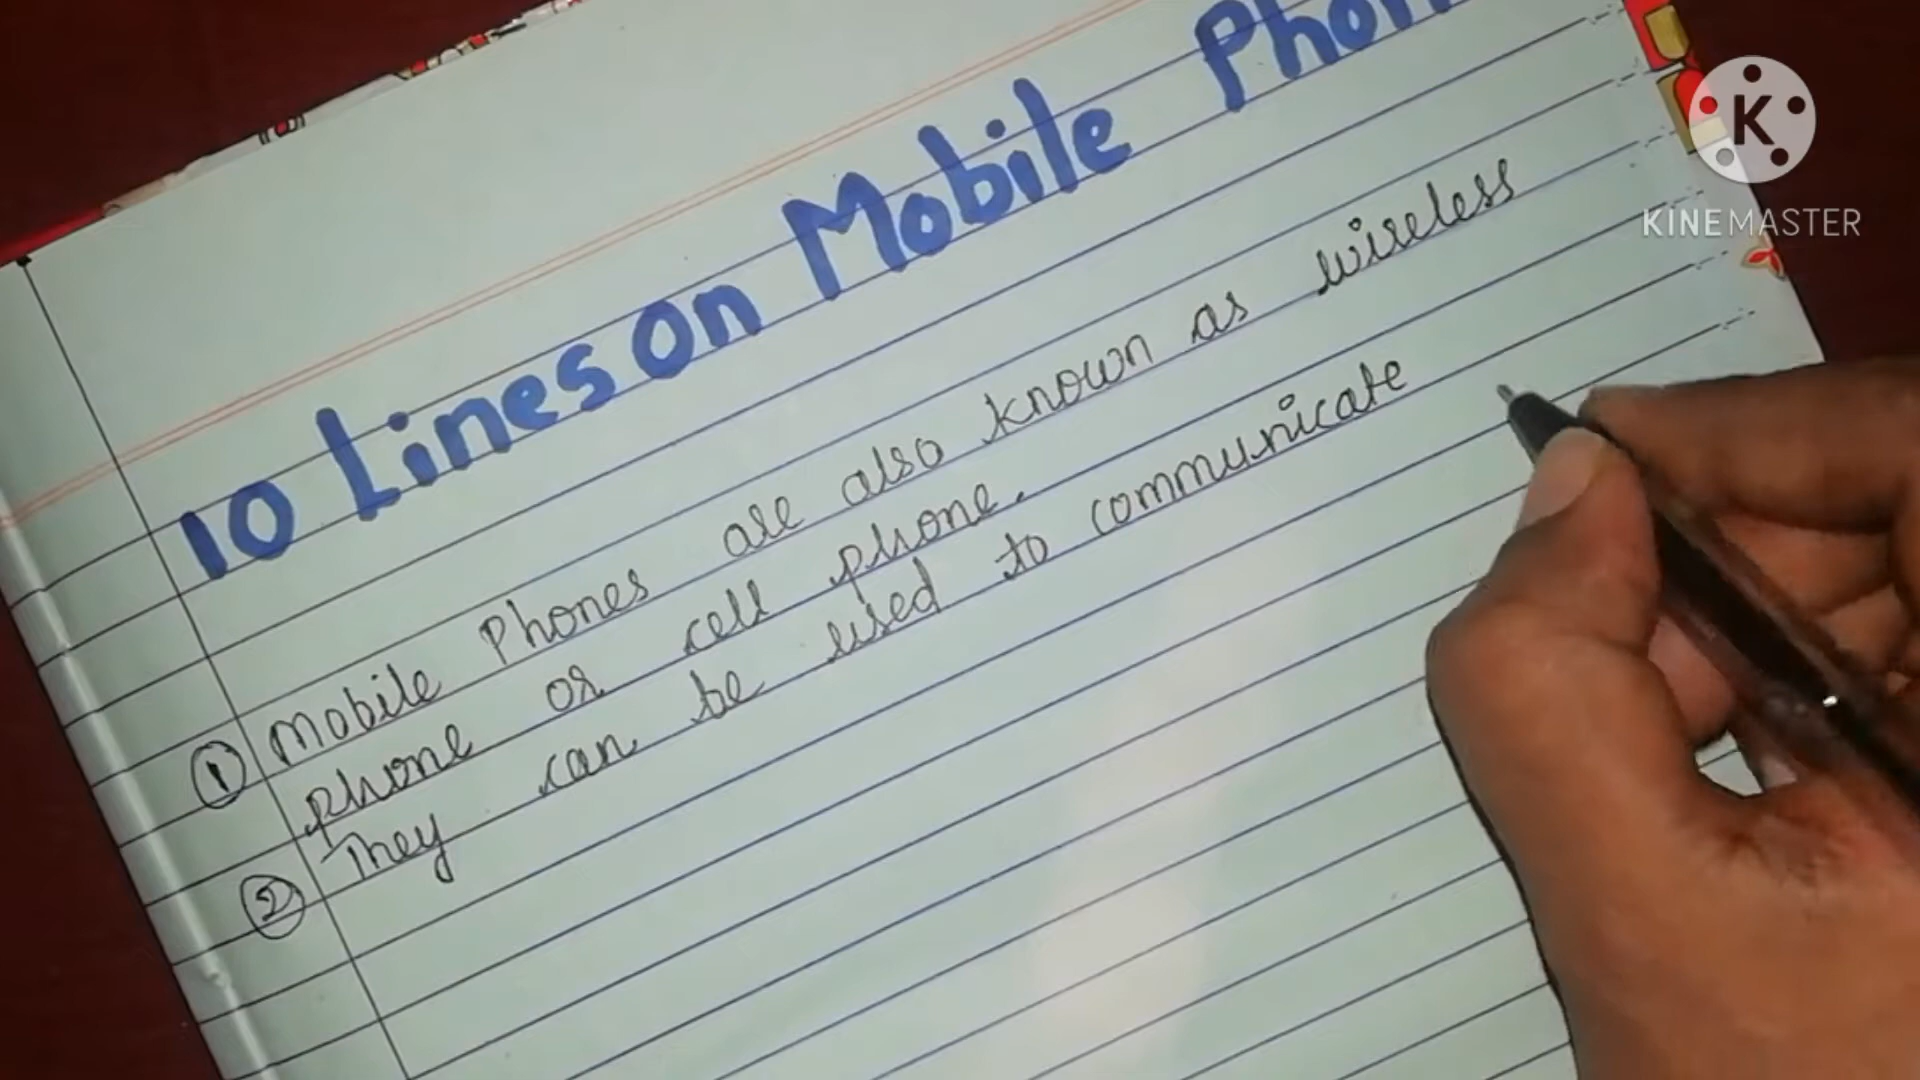 10 Lines on Mobile Phon
① Mobile Phones are also known as wireless
phone or cell phone.
② They can be used to communicate
K
KINEMASTER